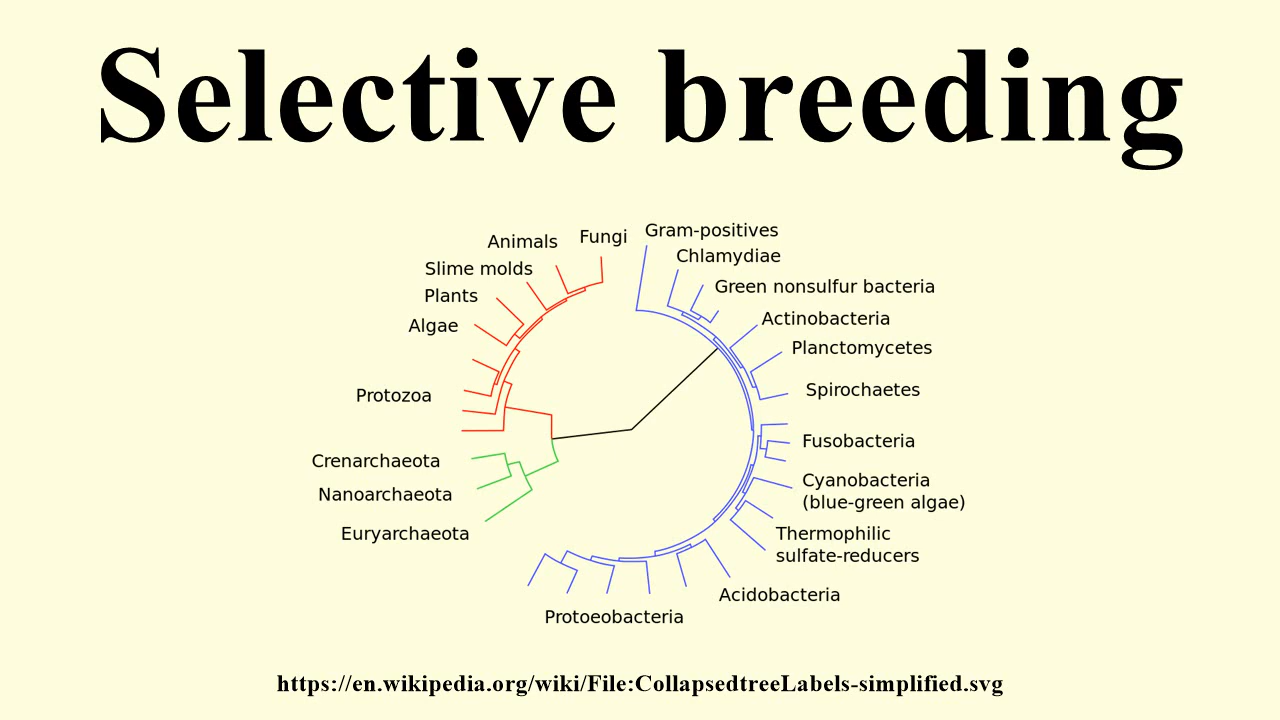 Selective breeding
Fungi
Animals
Slime molds
Plants
Algae
Protozoa
Crenarchaeota
Nanoarchaeota
Euryarchaeota
Gram-positives
Chlamydiae
Green nonsulfur bacteria
Actinobacteria
Planctomycetes
Spirochaetes
Fusobacteria
Cyanobacteria
(blue-green algae)
Thermophilic
sulfate-reducers
Acidobacteria
Protoeobacteria
https://en.wikipedia.org/wiki/File:CollapsedtreeLabels-simplified.svg